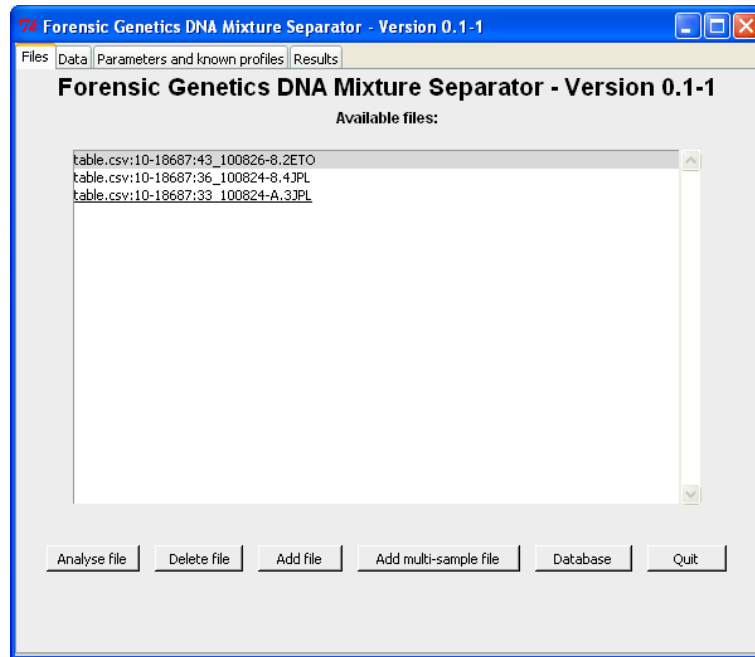 Forensic Genetics DNA Mixture Separator - Version 0.1-1
Files Data Parameters and known profiles Results
Forensic Genetics DNA Mixture Separator - Version 0.1-1
Available files:
table.csv:10-18687:43_100826-8.2ETO
table.csv:10-18687:36_100824-8.4JPL
table.csv:10-18687:33_100824-A.3JPL
Analyse file Delete file Add file Add multi-sample file Database Quit